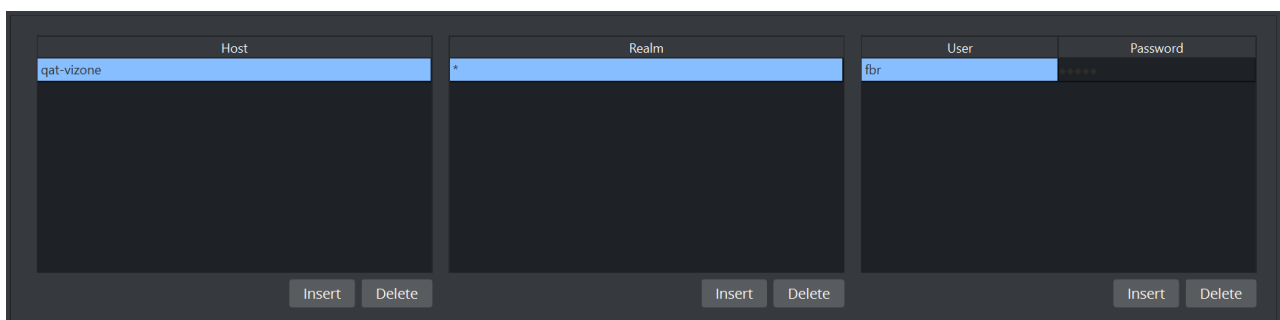 Host Realm User Password
qat-vizone * fbr •••••
Insert Delete Insert Delete Insert Delete